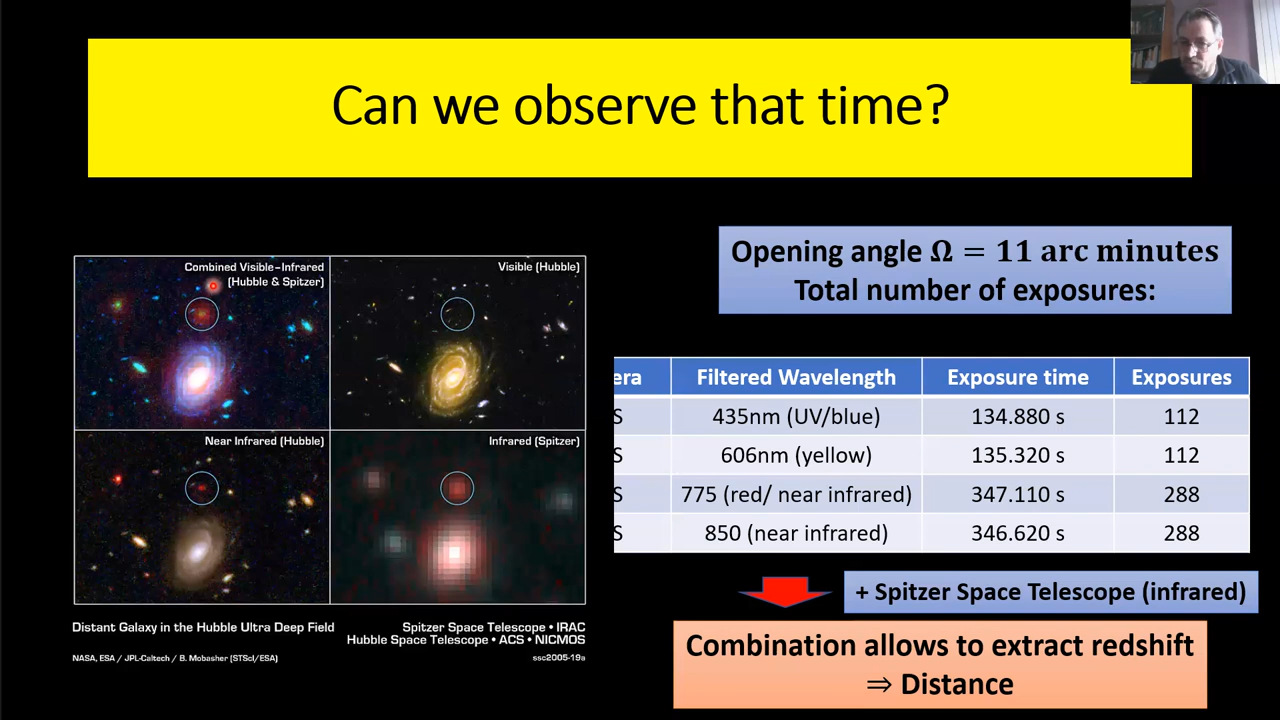 Can we observe that time?
Combined Visible–Infrared
(Hubble & Spitzer)
Visible (Hubble)
Near Infrared (Hubble)
Infrared (Spitzer)
Distant Galaxy in the Hubble Ultra Deep Field
Spitzer Space Telescope • IRAC
Hubble Space Telescope • ACS • NICMOS
NASA, ESA / JPL-Caltech / B. Mobasher (STScI/ESA)
ssc2005-19a
Opening angle Ω = 11 arc minutes
Total number of exposures:
era Filtered Wavelength Exposure time Exposures
S 435nm (UV/blue) 134.880 s 112
S 606nm (yellow) 135.320 s 112
S 775 (red/ near infrared) 347.110 s 288
S 850 (near infrared) 346.620 s 288
+ Spitzer Space Telescope (infrared)
Combination allows to extract redshift
⇒ Distance